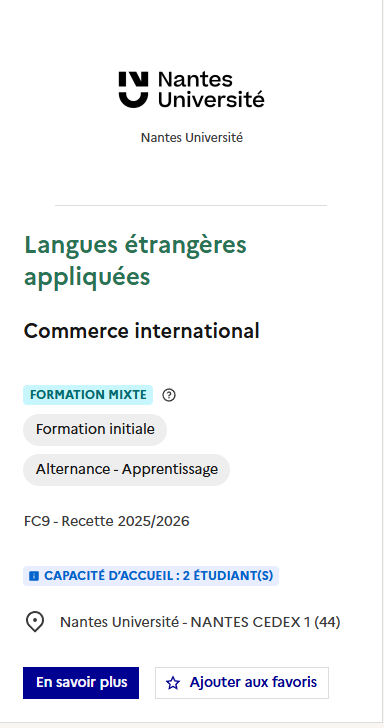 Nantes
Université
Nantes Université
Langues étrangères
appliquées
Commerce international
FORMATION MIXTE
Formation initiale
Alternance - Apprentissage
FC9 - Recette 2025/2026
CAPACITÉ D’ACCUEIL : 2 ÉTUDIANT(S)
Nantes Université - NANTES CEDEX 1 (44)
En savoir plus
Ajouter aux favoris